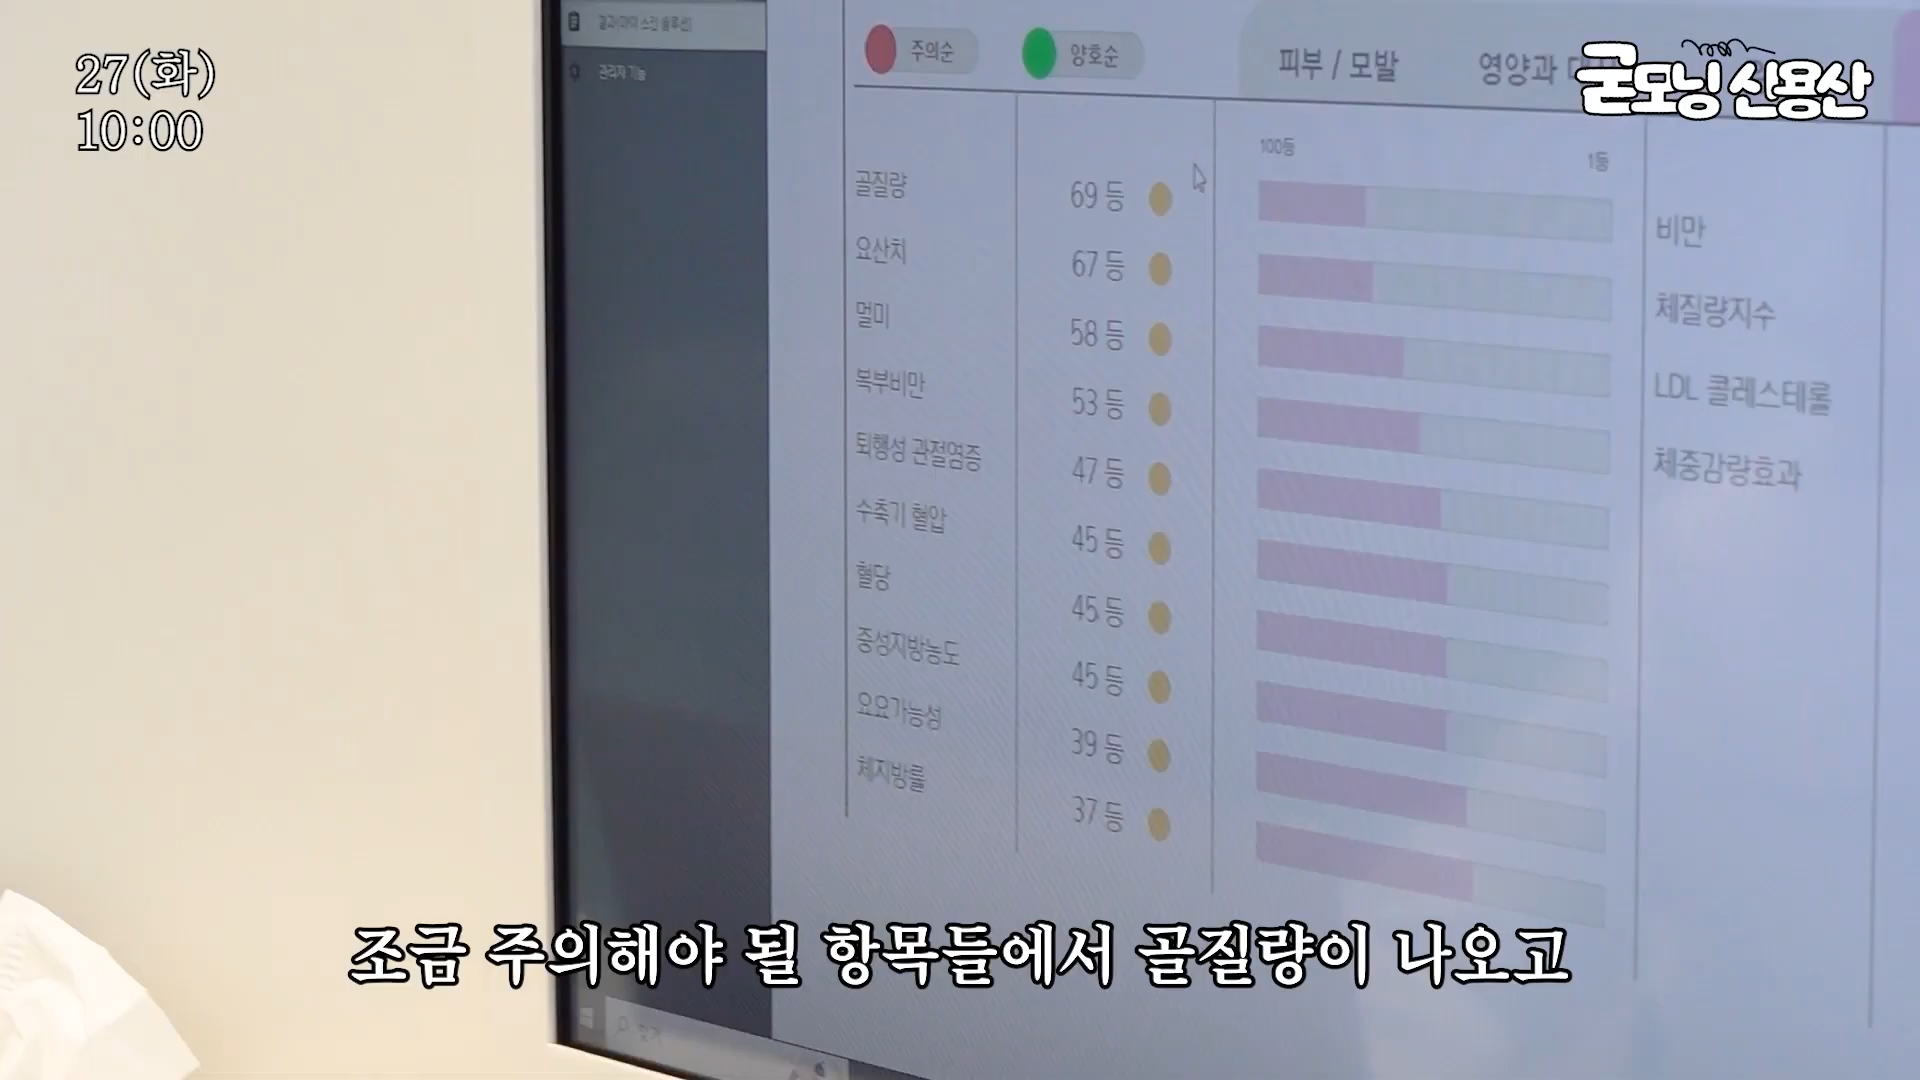 27(화)
10:00
굳모닝 신용산
관리자 기능
주의순
양호순
피부 / 모발
영양과
100등
1등
골질량
69 등
요산치
67 등
멀미
58 등
복부비만
53 등
퇴행성 관절염증
47 등
수축기 혈압
45 등
혈당
45 등
중성지방농도
45 등
요요가능성
39 등
체지방률
37 등
비만
체질량지수
LDL 콜레스테롤
체중감량효과
조금 주의해야 될 항목들에서 골질량이 나오고